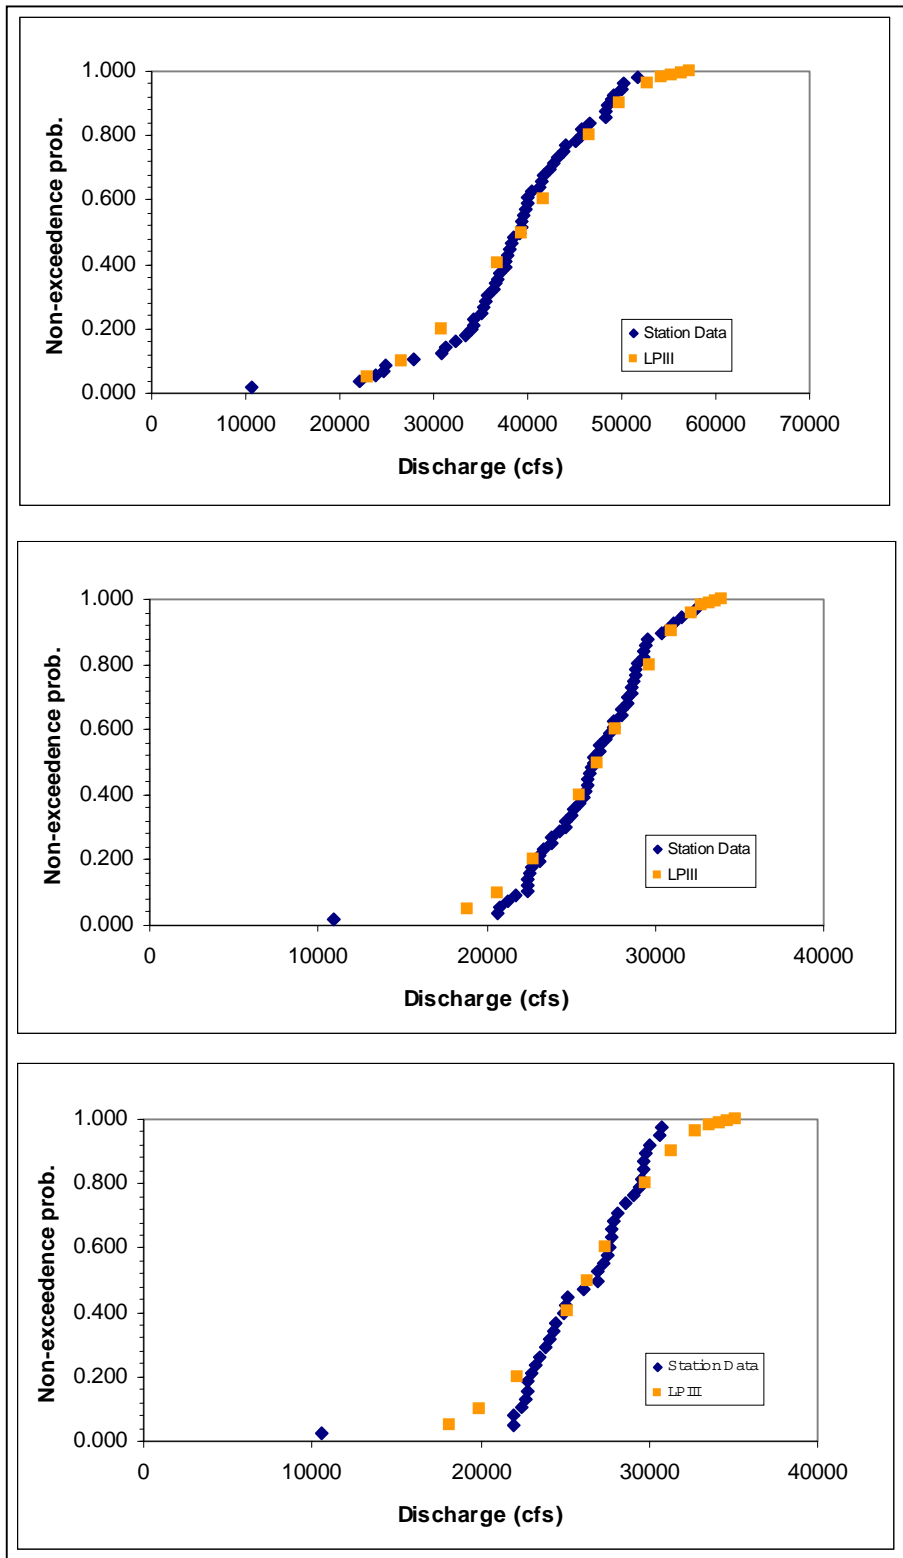 1.000
0.800
0.600
0.400
0.200
0.000
Non-exceedence prob.
Station Data
LPIII
0 10000 20000 30000 40000 50000 60000 70000
Discharge (cfs)
1.000
0.800
0.600
0.400
0.200
0.000
Non-exceedence prob.
Station Data
LPIII
0 10000 20000 30000 40000
Discharge (cfs)
1.000
0.800
0.600
0.400
0.200
0.000
Non-exceedence prob.
Station Data
LPIII
0 10000 20000 30000 40000
Discharge (cfs)